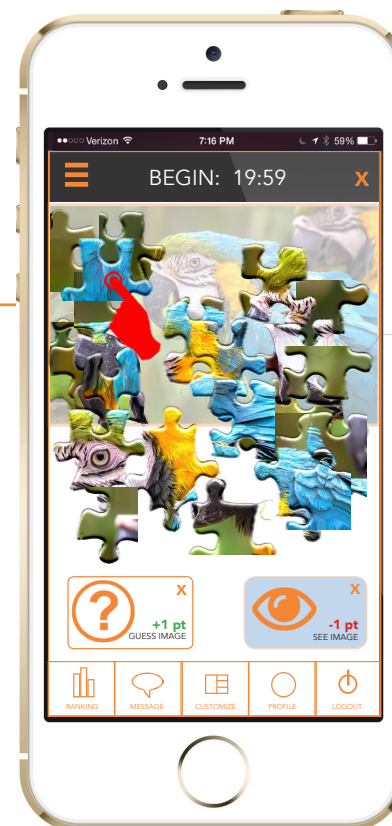 Verizon 7:16 PM 59%
BEGIN: 19:59 X
? X
+1 pt
GUESS IMAGE
X
-1 pt
SEE IMAGE
RANKING MESSAGE CUSTOMIZE PROFILE LOGOUT